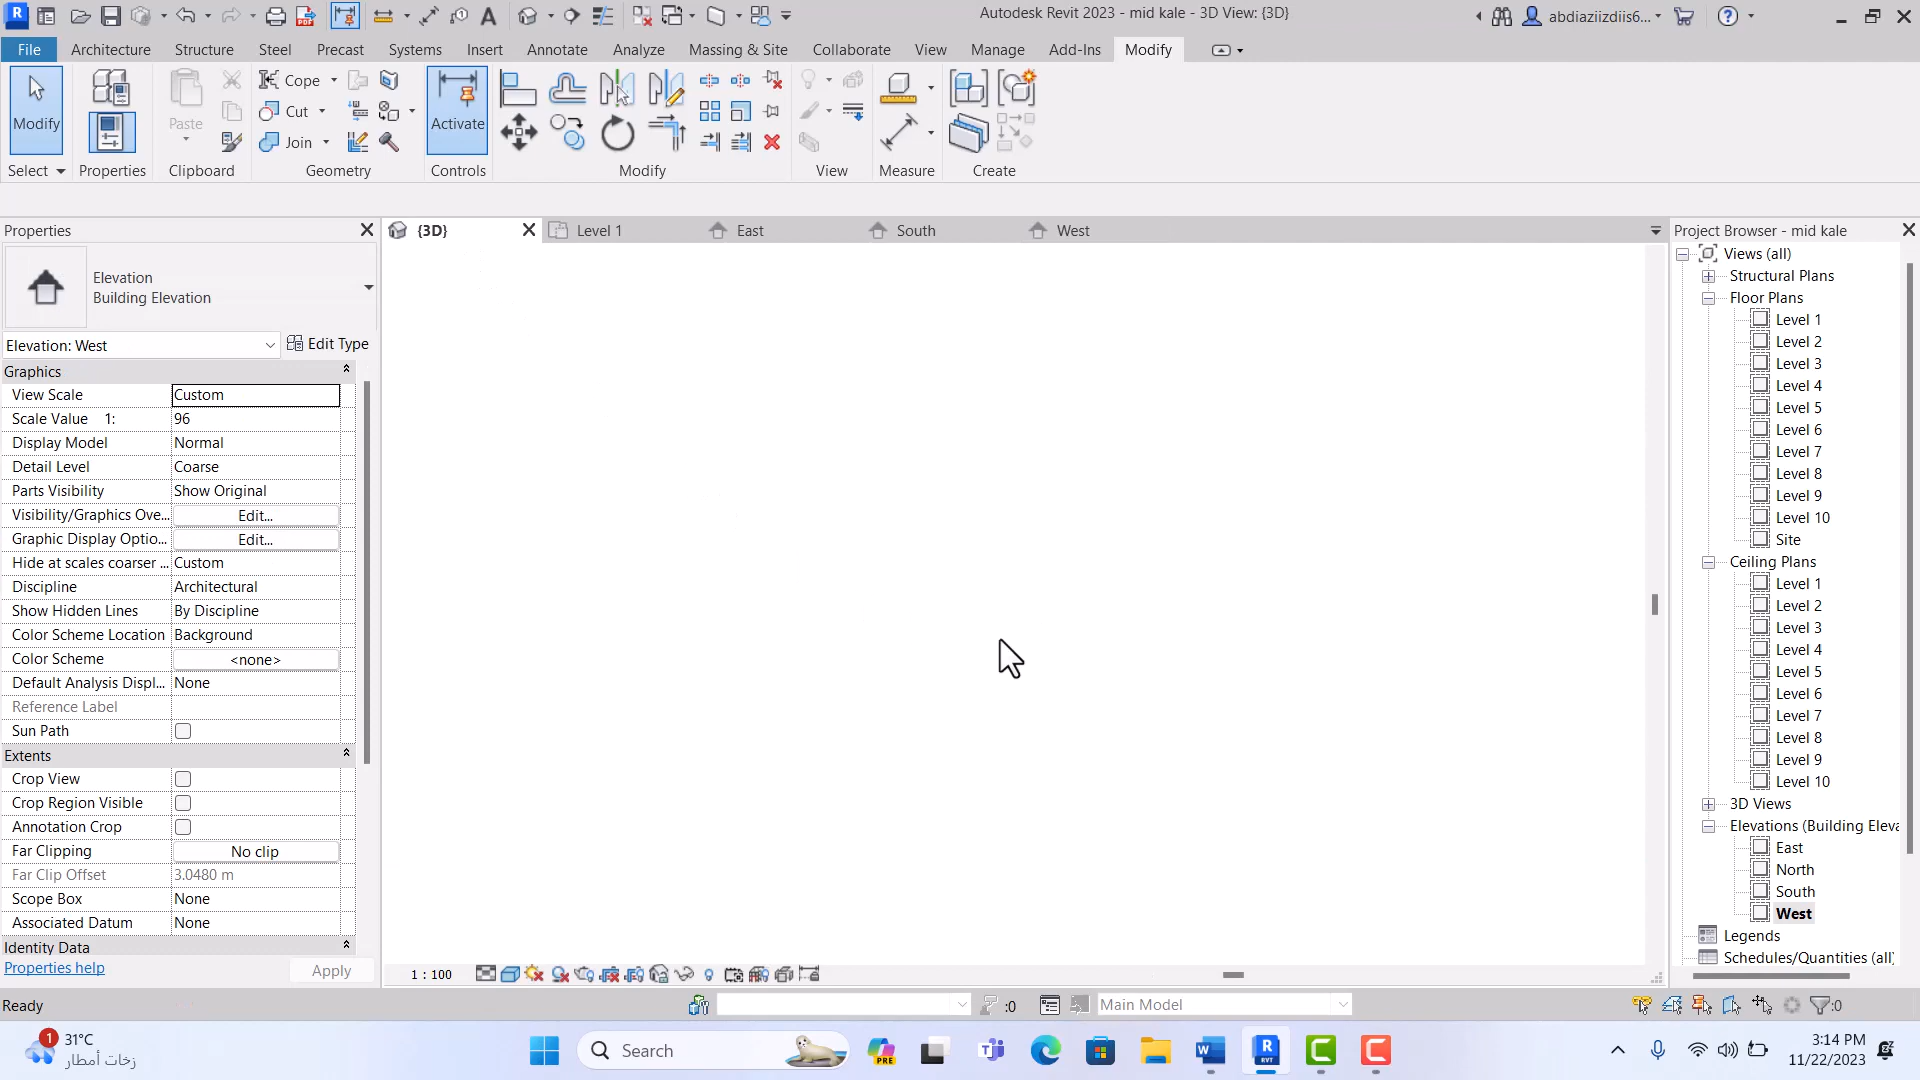 Autodesk Revit 2023 - mid kale - 3D View: {3D}
abdiaziizdiis6...
File
Architecture
Structure
Steel
Precast
Systems
Insert
Annotate
Analyze
Massing & Site
Collaborate
View
Manage
Add-Ins
Modify
Modify
Paste
Cope
Cut
Join
Activate
Select
Properties
Clipboard
Geometry
Controls
Modify
View
Measure
Create
Properties
Elevation
Building Elevation
Elevation: West
Edit Type
Graphics
View Scale Custom
Scale Value 1: 96
Display Model Normal
Detail Level Coarse
Parts Visibility Show Original
Visibility/Graphics Ove... Edit...
Graphic Display Optio... Edit...
Hide at scales coarser ... Custom
Discipline Architectural
Show Hidden Lines By Discipline
Color Scheme Location Background
Color Scheme <none>
Default Analysis Displ... None
Reference Label
Sun Path
Extents
Crop View
Crop Region Visible
Annotation Crop
Far Clipping No clip
Far Clip Offset 3.0480 m
Scope Box None
Associated Datum None
Identity Data
Properties help
Apply
{3D}
Level 1
East
South
West
1 : 100
Project Browser - mid kale
Views (all)
Structural Plans
Floor Plans
Level 1
Level 2
Level 3
Level 4
Level 5
Level 6
Level 7
Level 8
Level 9
Level 10
Site
Ceiling Plans
Level 1
Level 2
Level 3
Level 4
Level 5
Level 6
Level 7
Level 8
Level 9
Level 10
3D Views
Elevations (Building Eleva
East
North
South
West
Legends
Schedules/Quantities (all)
Ready
:0
Main Model
:0
1
31°C
زخات أمطار
Search
PRE
RVT
3:14 PM
11/22/2023